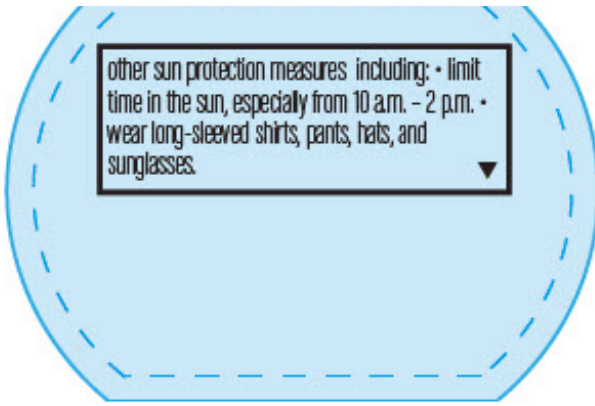 other sun protection measures including: • limit
time in the sun, especially from 10 a.m. – 2 p.m. •
wear long-sleeved shirts, pants, hats, and
sunglasses.